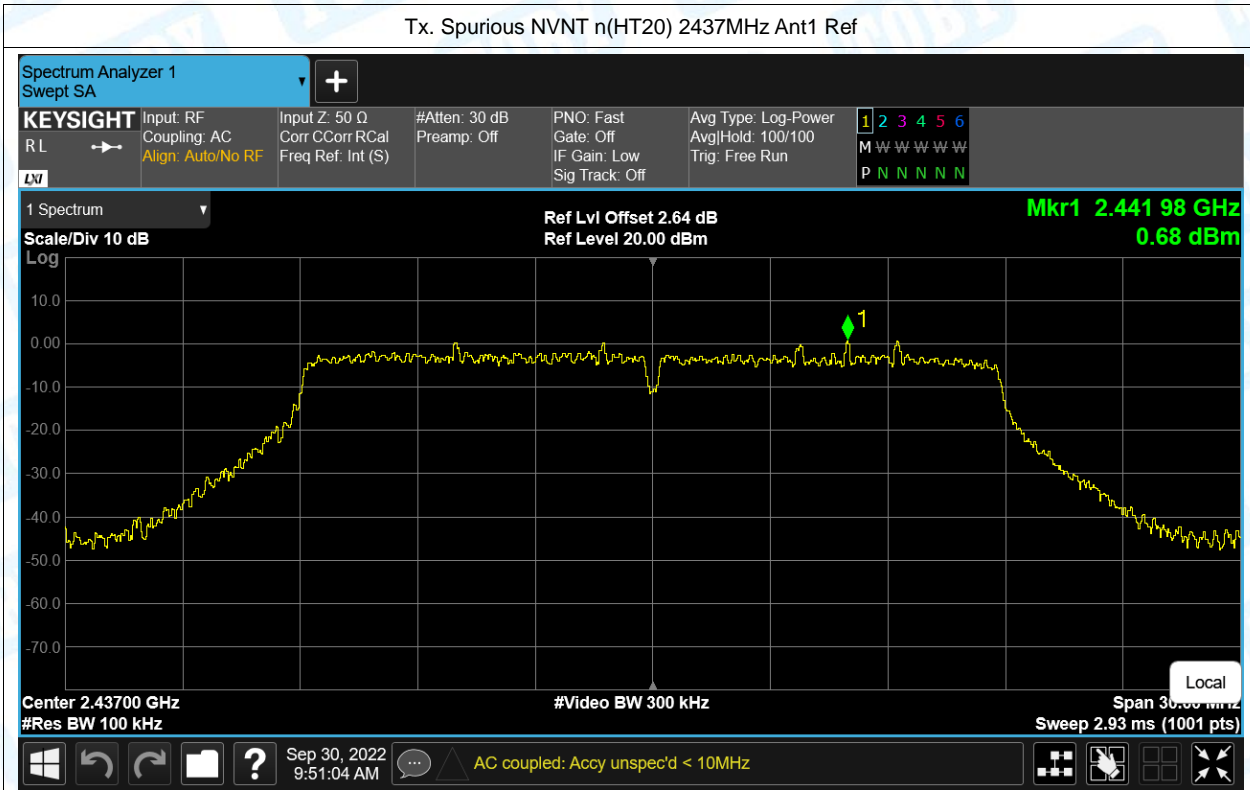 Tx. Spurious NVNT n(HT20) 2437MHz Ant1 Ref
Spectrum Analyzer 1
Swept SA
KEYSIGHT
RL
LXI
Input: RF
Coupling: AC
Align: Auto/No RF
Input Z: 50 Ω
Corr CCorr RCal
Freq Ref: Int (S)
#Atten: 30 dB
Preamp: Off
PNO: Fast
Gate: Off
IF Gain: Low
Sig Track: Off
Avg Type: Log-Power
Avg|Hold: 100/100
Trig: Free Run
1 2 3 4 5 6
M W W W W W
P N N N N N
1 Spectrum
Scale/Div 10 dB
Ref Lvl Offset 2.64 dB
Ref Level 20.00 dBm
Mkr1 2.441 98 GHz
0.68 dBm
Log
10.0
0.00
-10.0
-20.0
-30.0
-40.0
-50.0
-60.0
-70.0
1
Local
Center 2.43700 GHz
#Video BW 300 kHz
Span 30.00 MHz
#Res BW 100 kHz
Sweep 2.93 ms (1001 pts)
?
Sep 30, 2022
9:51:04 AM
AC coupled: Accy unspec'd < 10MHz